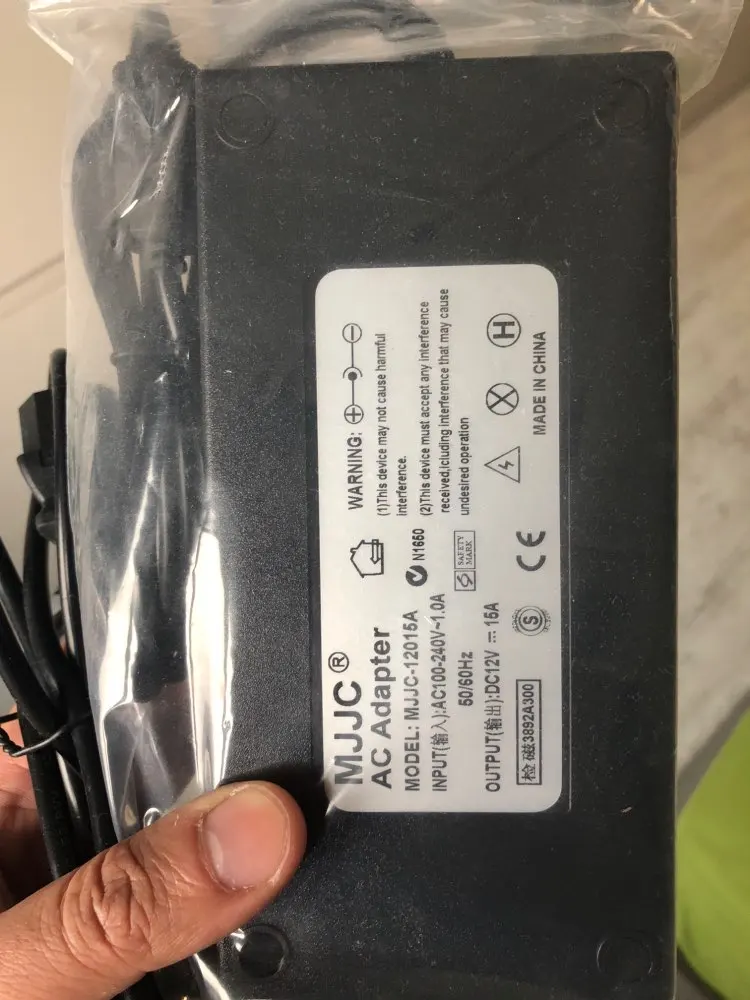 MJJC®
AC Adapter
MODEL: MJJC-12015A
INPUT(输入):AC100-240V~1.0A
50/60Hz
OUTPUT(输出):DC12V ⎓ 15A
检 磁3892A300
N1660
SAFETY
MARK
S
CE
WARNING:
(1)This device may not cause harmful
interference.
(2)This device must accept any interference
received,icluding interference that may cause
undesired operation
H
MADE IN CHINA